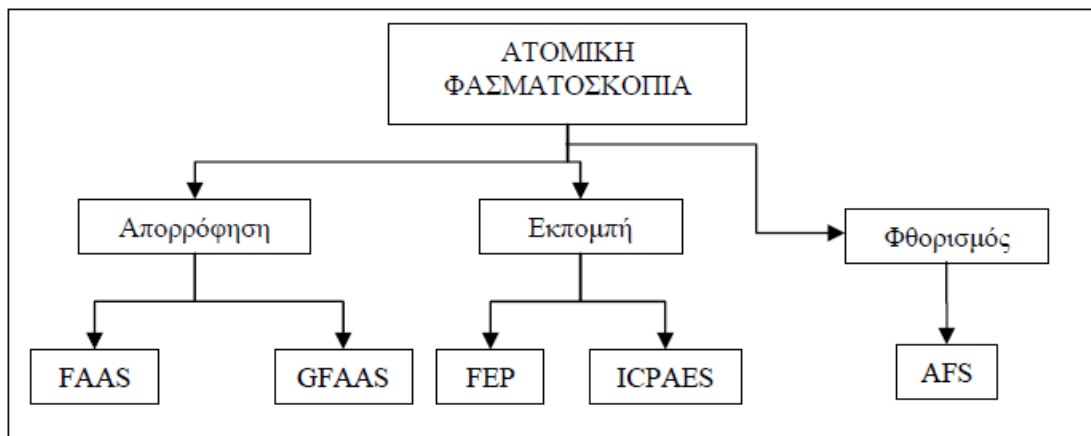 ΑΤΟΜΙΚΗ
ΦΑΣΜΑΤΟΣΚΟΠΙΑ
Απορρόφηση
Εκπομπή
Φθορισμός
FAAS
GFAAS
FEP
ICPAES
AFS